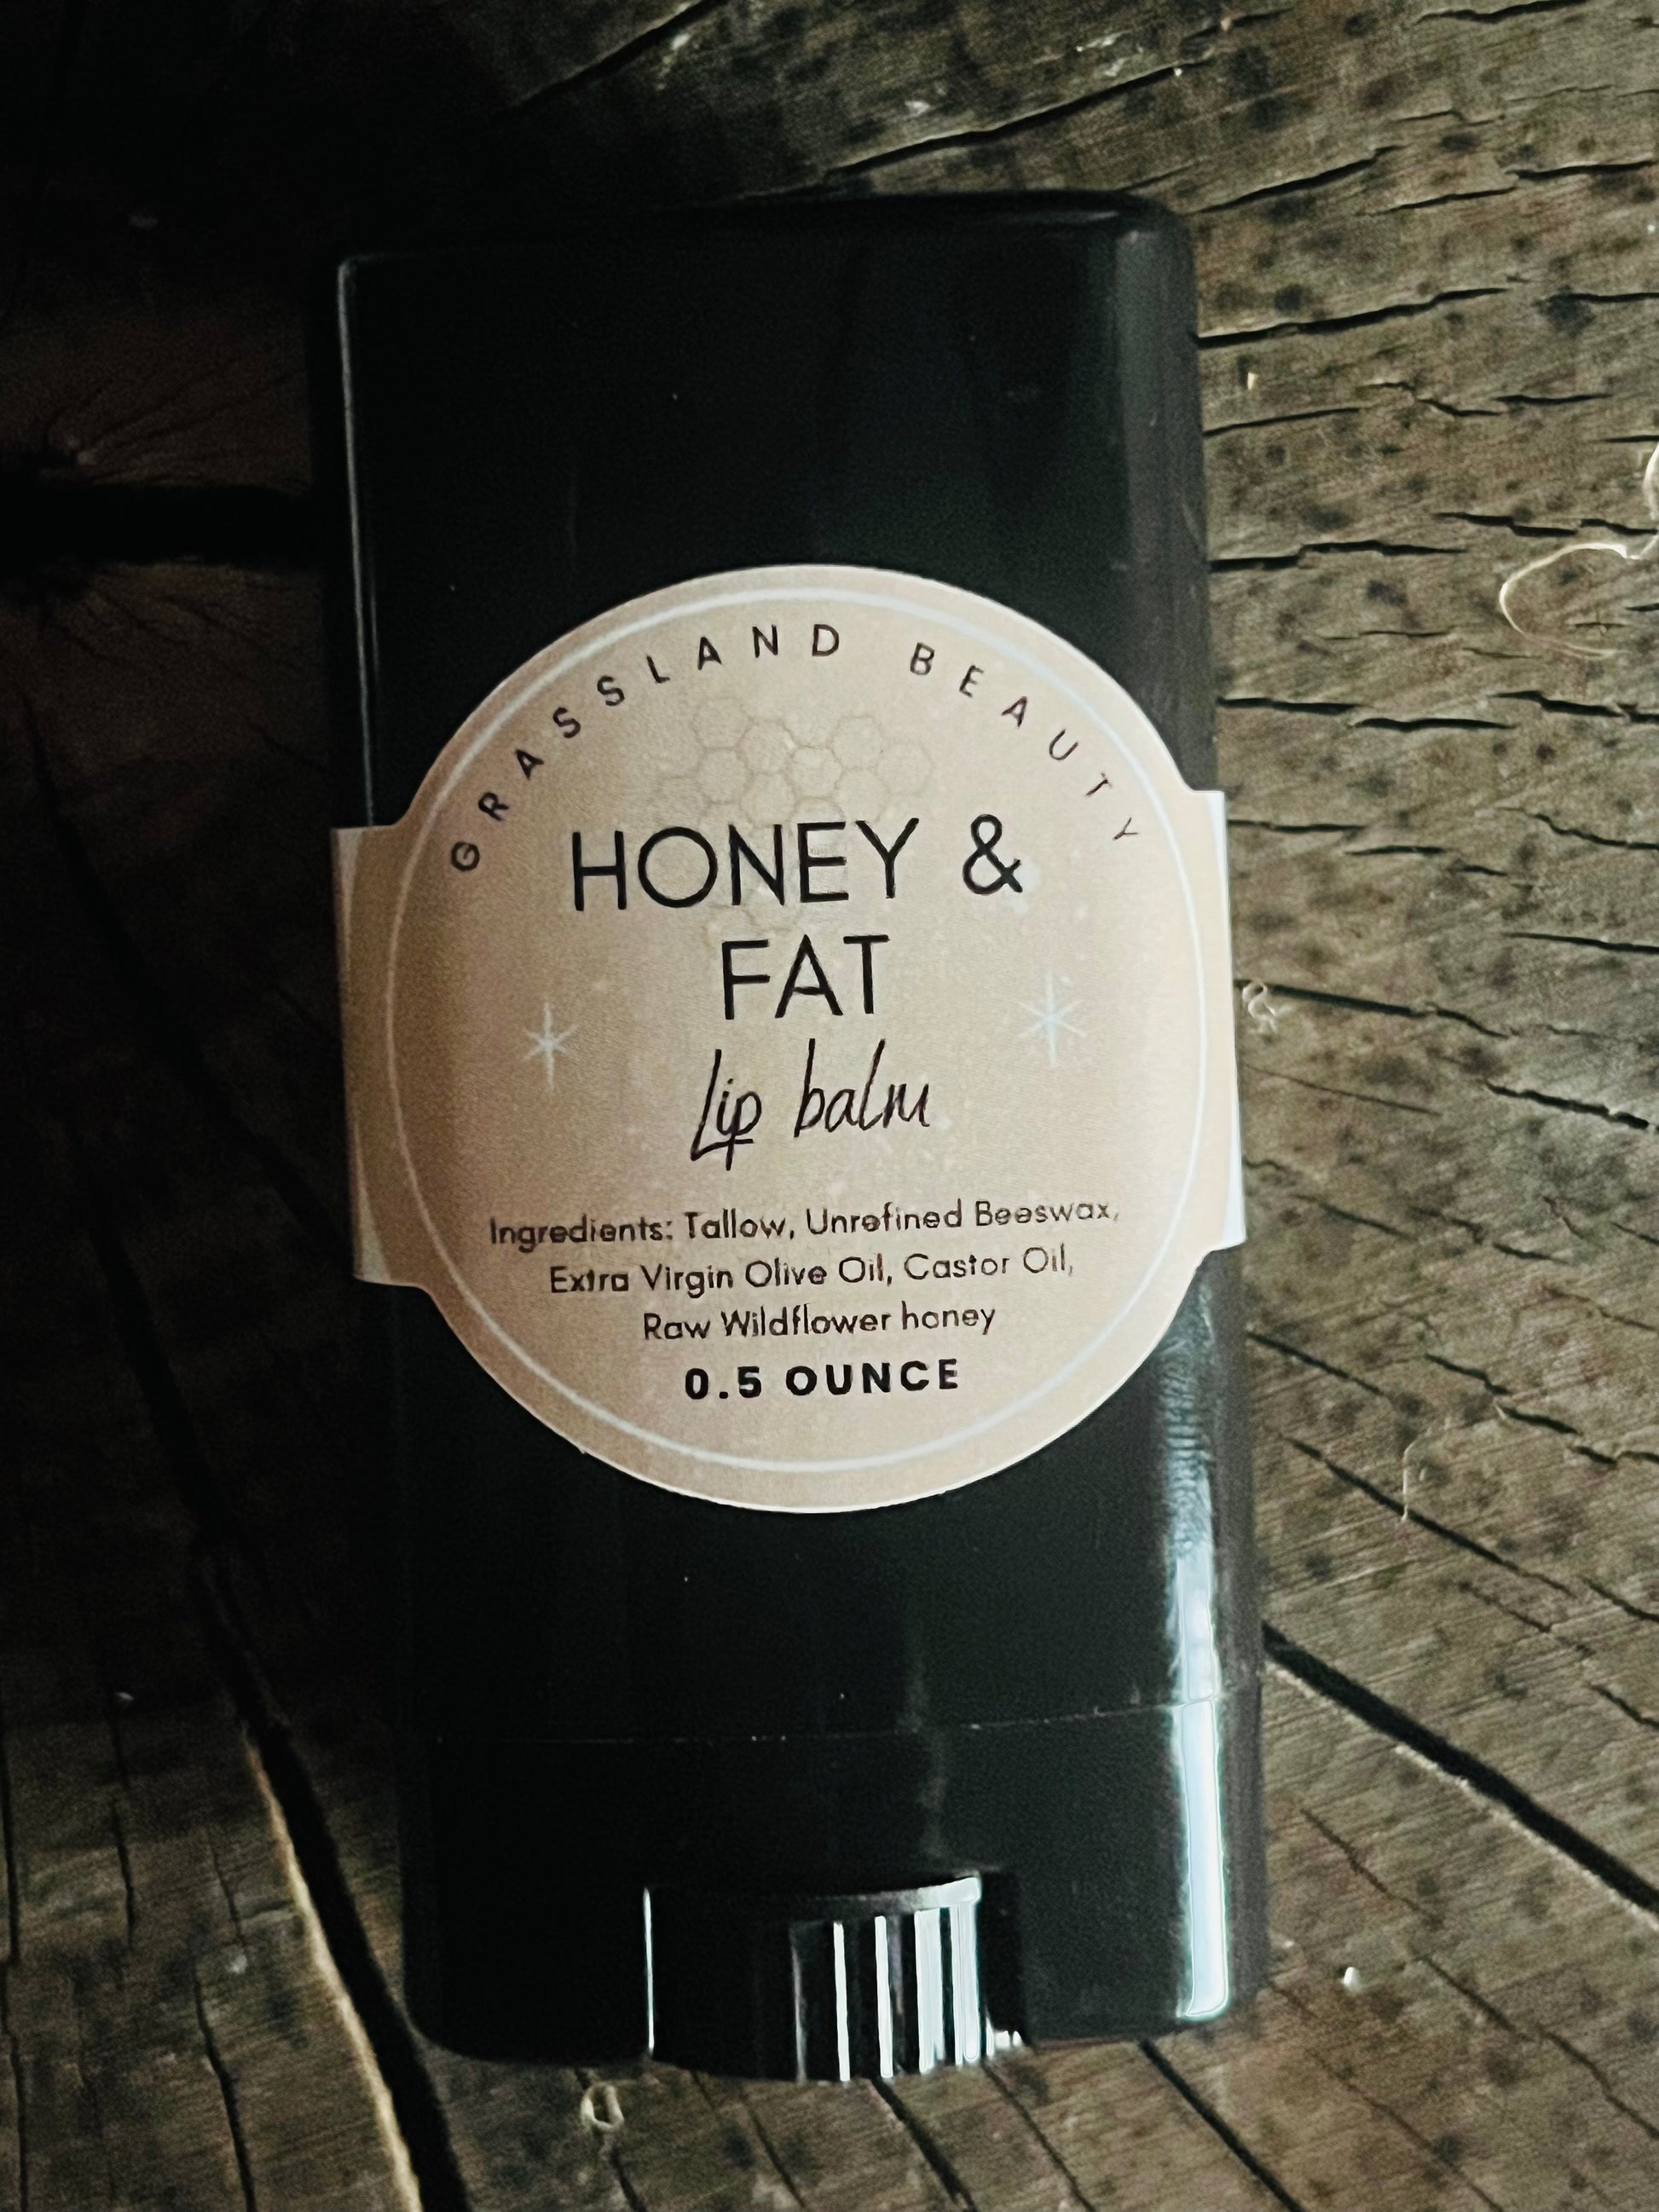 GRASSLAND BEAUTY
HONEY &
FAT
Lip balm
Ingredients: Tallow, Unrefined Beeswax,
Extra Virgin Olive Oil, Castor Oil,
Raw Wildflower honey
0.5 OUNCE